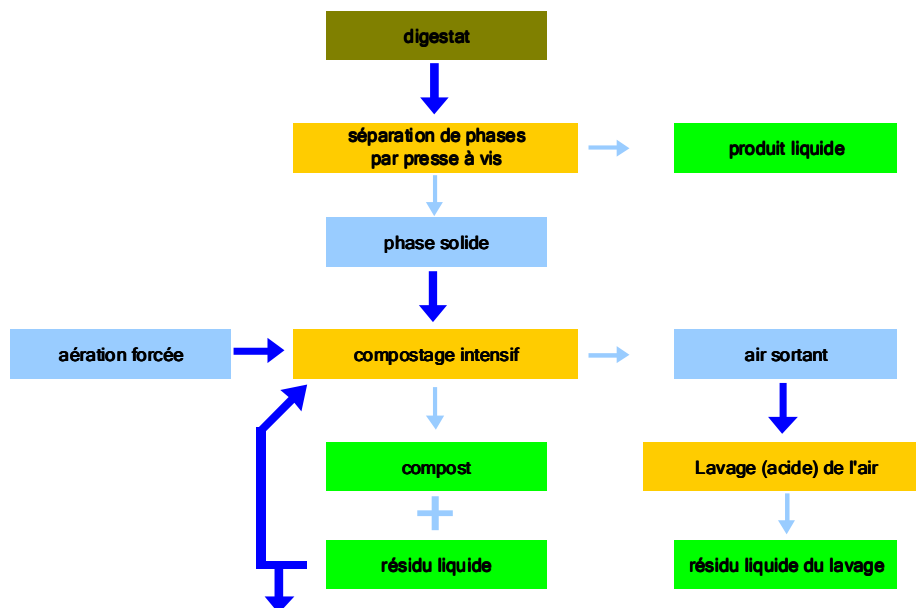 digestat
séparation de phases
par presse à vis
produit liquide
phase solide
aération forcée
compostage intensif
air sortant
compost
Lavage (acide) de l'air
résidu liquide
résidu liquide du lavage